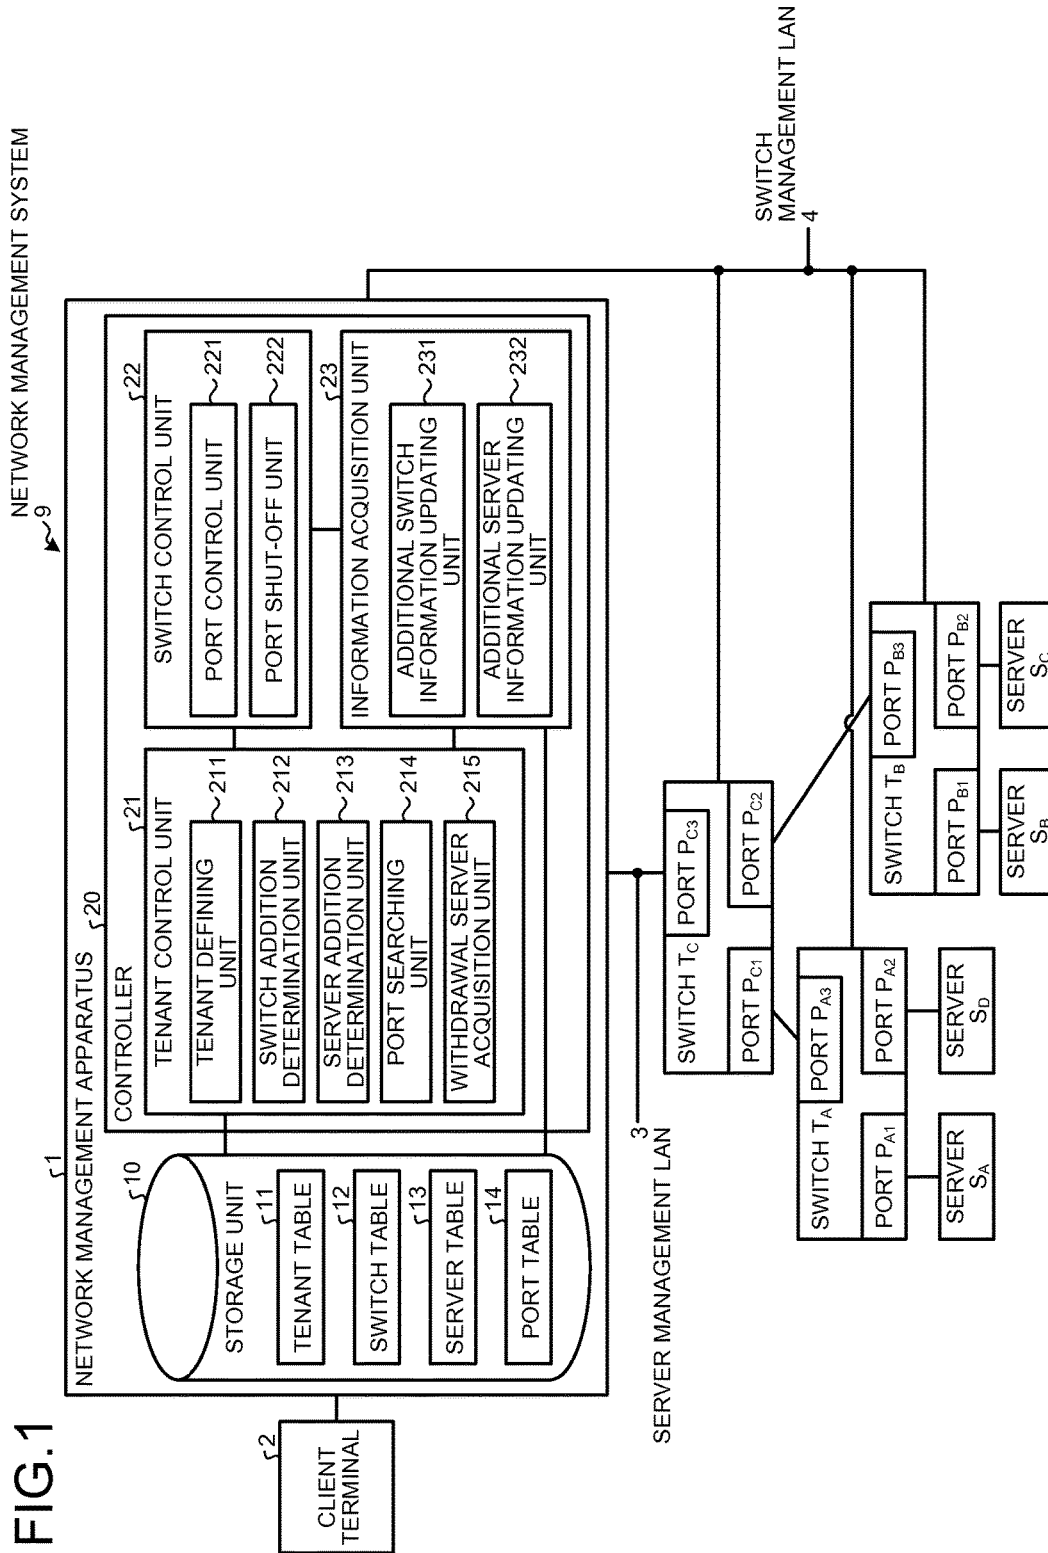 FIG.1
NETWORK MANAGEMENT SYSTEM
9
1
NETWORK MANAGEMENT APPARATUS
2
CLIENT
TERMINAL
10
STORAGE UNIT
11
TENANT TABLE
12
SWITCH TABLE
13
SERVER TABLE
14
PORT TABLE
20
CONTROLLER
21
TENANT CONTROL UNIT
TENANT DEFINING
UNIT
211
SWITCH ADDITION
DETERMINATION UNIT
212
SERVER ADDITION
DETERMINATION UNIT
213
PORT SEARCHING
UNIT
214
WITHDRAWAL SERVER
ACQUISITION UNIT
215
22
SWITCH CONTROL UNIT
PORT CONTROL UNIT
221
PORT SHUT-OFF UNIT
222
23
INFORMATION ACQUISITION UNIT
ADDITIONAL SWITCH
INFORMATION UPDATING
UNIT
231
ADDITIONAL SERVER
INFORMATION UPDATING
UNIT
232
SERVER MANAGEMENT LAN
3
SWITCH
MANAGEMENT LAN
4
SWITCH TC
PORT PC3
PORT PC1
PORT PC2
SWITCH TA
PORT PA3
PORT PA1
PORT PA2
SERVER
SA
SERVER
SD
SWITCH TB
PORT PB3
PORT PB1
PORT PB2
SERVER
SB
SERVER
SC